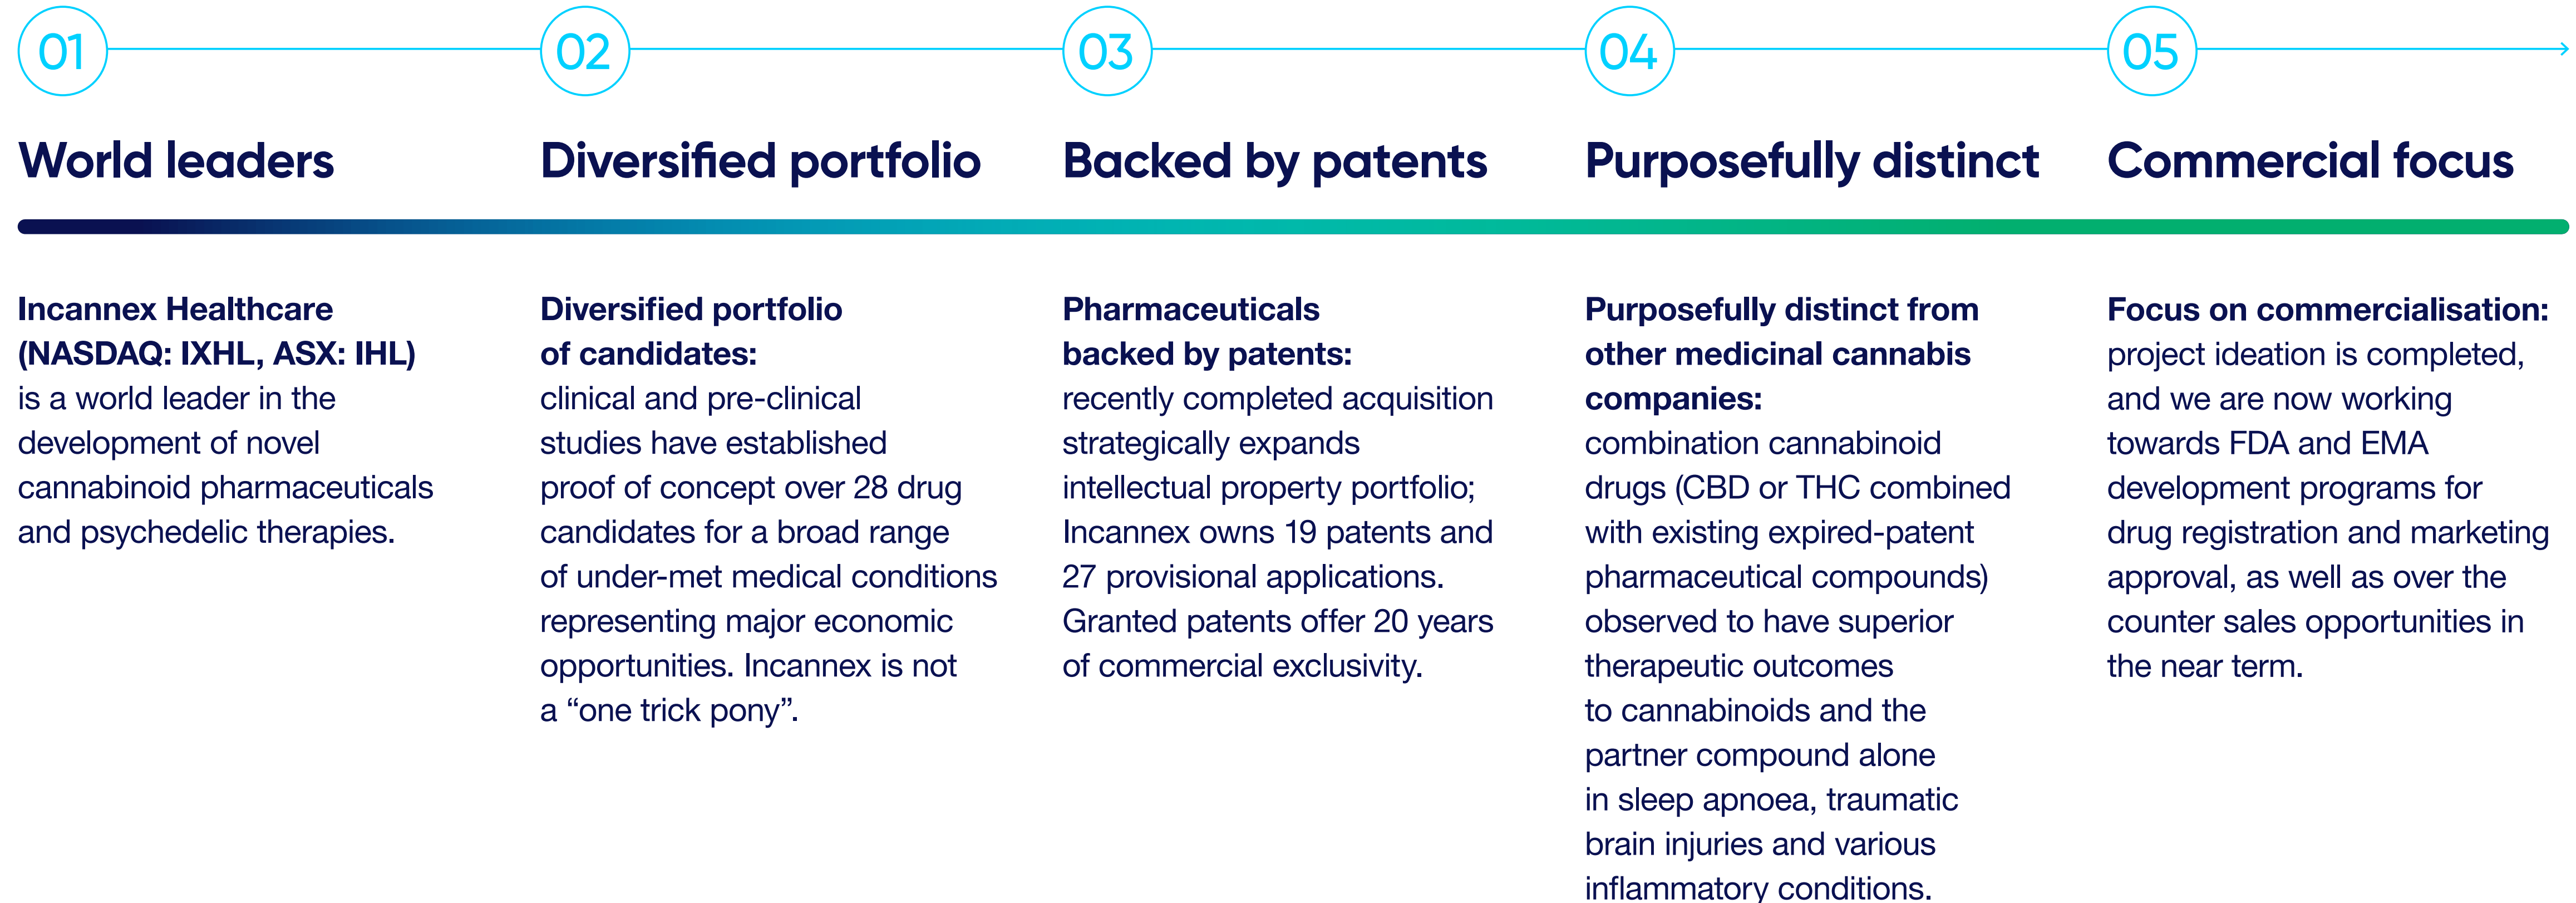 01
02
03
04
05
World leaders
Diversified portfolio
Backed by patents
Purposefully distinct
Commercial focus
Incannex Healthcare
(NASDAQ: IXHL, ASX: IHL)
is a world leader in the
development of novel
cannabinoid pharmaceuticals
and psychedelic therapies.
Diversified portfolio
of candidates:
clinical and pre-clinical
studies have established
proof of concept over 28 drug
candidates for a broad range
of under-met medical conditions
representing major economic
opportunities. Incannex is not
a “one trick pony”.
Pharmaceuticals
backed by patents:
recently completed acquisition
strategically expands
intellectual property portfolio;
Incannex owns 19 patents and
27 provisional applications.
Granted patents offer 20 years
of commercial exclusivity.
Purposefully distinct from
other medicinal cannabis
companies:
combination cannabinoid
drugs (CBD or THC combined
with existing expired-patent
pharmaceutical compounds)
observed to have superior
therapeutic outcomes
to cannabinoids and the
partner compound alone
in sleep apnoea, traumatic
brain injuries and various
inflammatory conditions.
Focus on commercialisation:
project ideation is completed,
and we are now working
towards FDA and EMA
development programs for
drug registration and marketing
approval, as well as over the
counter sales opportunities in
the near term.